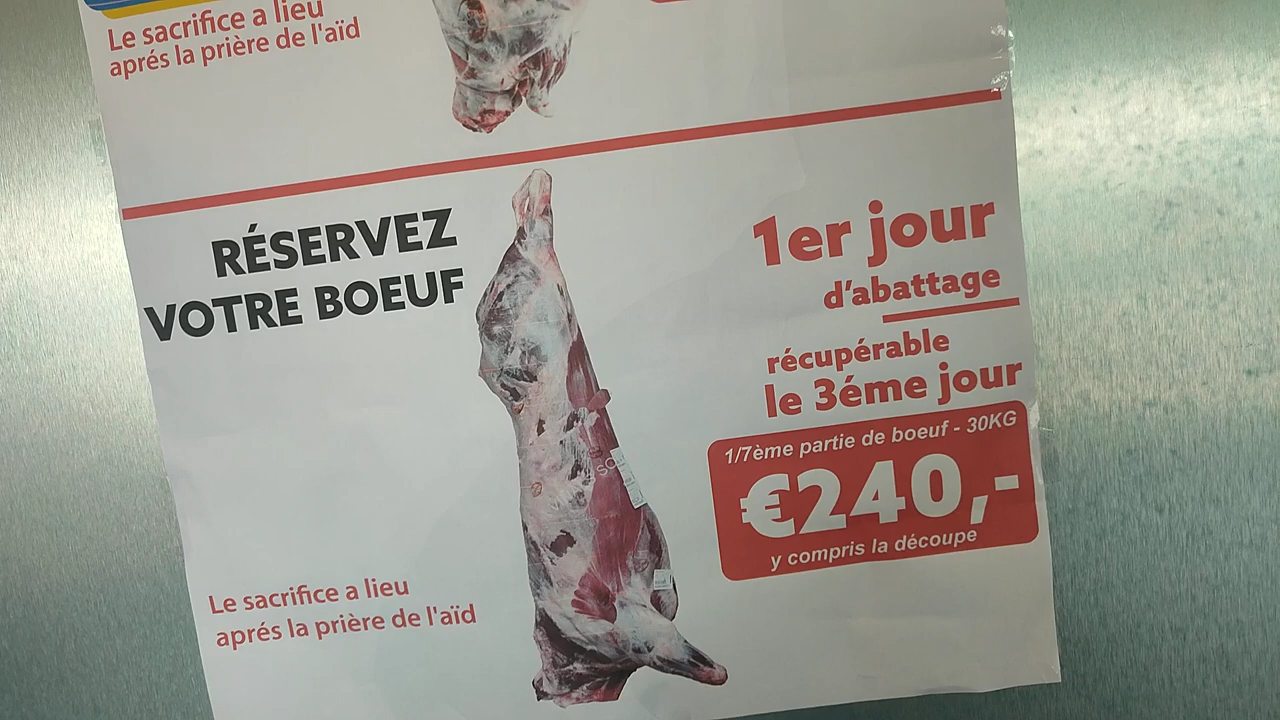 Le sacrifice a lieu
aprés la prière de l'aïd
RÉSERVEZ
VOTRE BOEUF
1er jour
d'abattage
récupérable
le 3éme jour
1/7ème partie de boeuf - 30KG
€240,-
y compris la découpe
Le sacrifice a lieu
aprés la prière de l'aïd